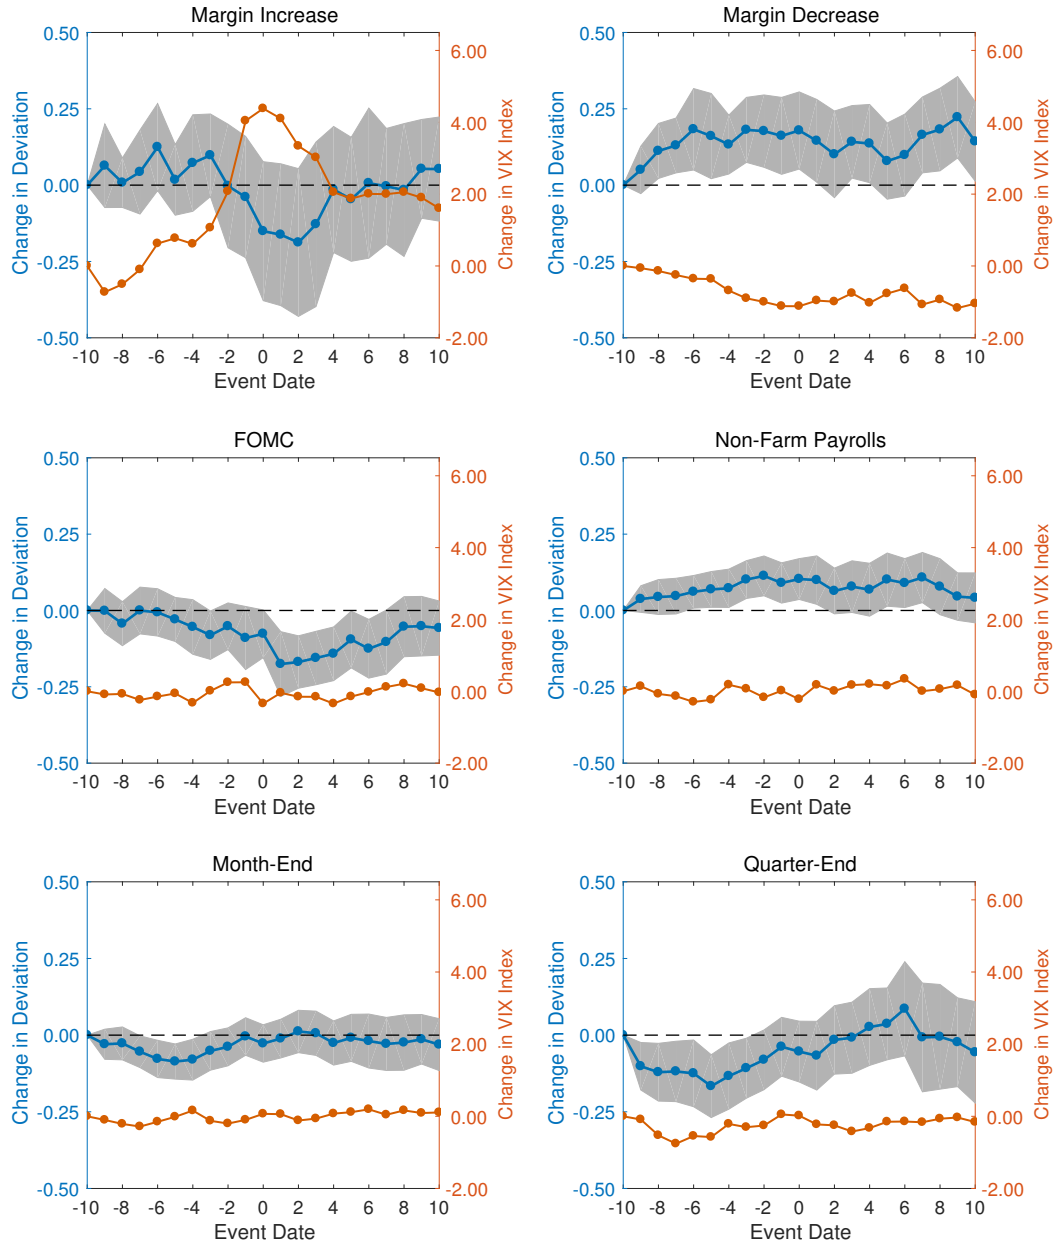 Margin Increase
0.50
0.25
0.00
-0.25
-0.50
Change in Deviation
6.00
4.00
2.00
0.00
-2.00
Change in VIX Index
-10 -8 -6 -4 -2 0 2 4 6 8 10
Event Date
Margin Decrease
0.50
0.25
0.00
-0.25
-0.50
Change in Deviation
6.00
4.00
2.00
0.00
-2.00
Change in VIX Index
-10 -8 -6 -4 -2 0 2 4 6 8 10
Event Date
FOMC
0.50
0.25
0.00
-0.25
-0.50
Change in Deviation
6.00
4.00
2.00
0.00
-2.00
Change in VIX Index
-10 -8 -6 -4 -2 0 2 4 6 8 10
Event Date
Non-Farm Payrolls
0.50
0.25
0.00
-0.25
-0.50
Change in Deviation
6.00
4.00
2.00
0.00
-2.00
Change in VIX Index
-10 -8 -6 -4 -2 0 2 4 6 8 10
Event Date
Month-End
0.50
0.25
0.00
-0.25
-0.50
Change in Deviation
6.00
4.00
2.00
0.00
-2.00
Change in VIX Index
-10 -8 -6 -4 -2 0 2 4 6 8 10
Event Date
Quarter-End
0.50
0.25
0.00
-0.25
-0.50
Change in Deviation
6.00
4.00
2.00
0.00
-2.00
Change in VIX Index
-10 -8 -6 -4 -2 0 2 4 6 8 10
Event Date